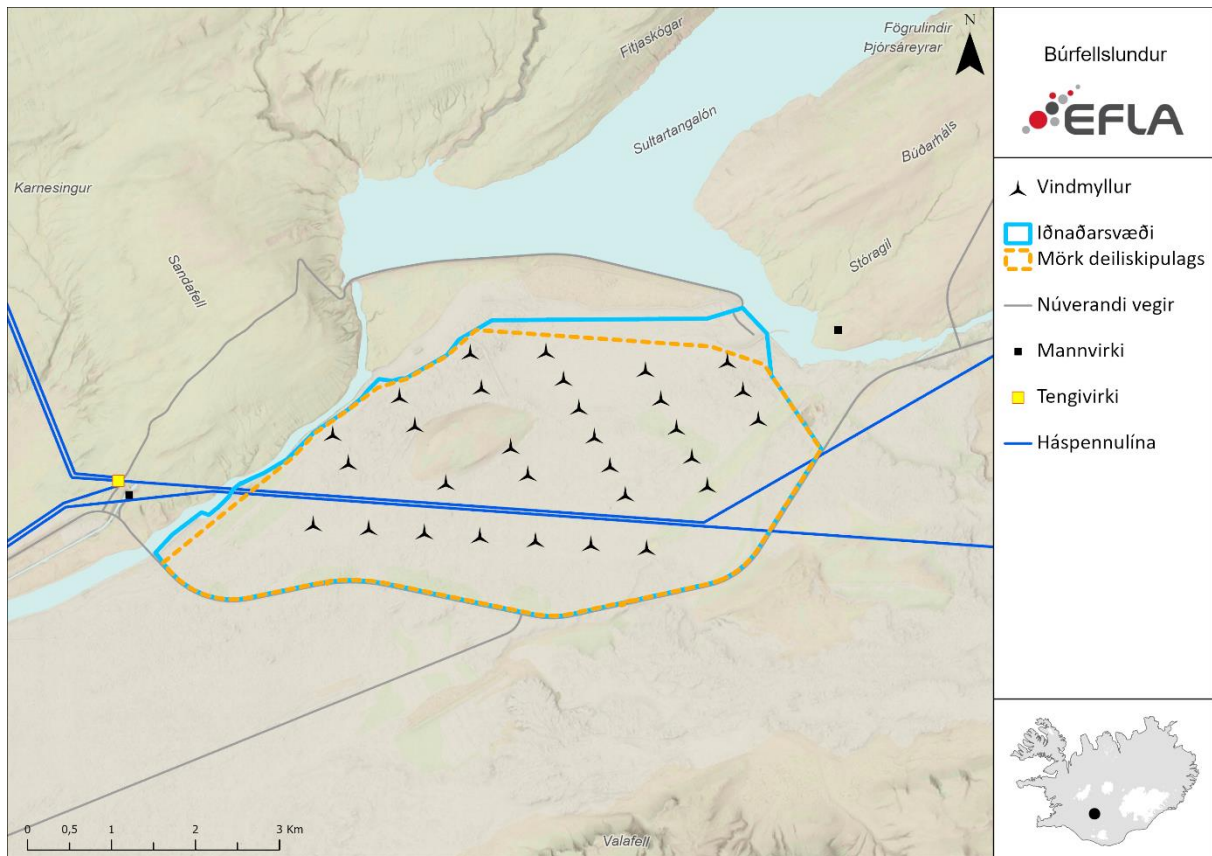 Fitjaskógar
Fögrulindir
Þjórsáreyrar
N
Sultartangalón
Búðarháls
Karnesingur
Sandafell
Stóragil
Valafell
0
0,5
1
2
3 Km
Búrfellslundur
EFLA
Vindmyllur
Iðnaðarsvæði
Mörk deiliskipulags
Núverandi vegir
Mannvirki
Tengivirki
Háspennulína